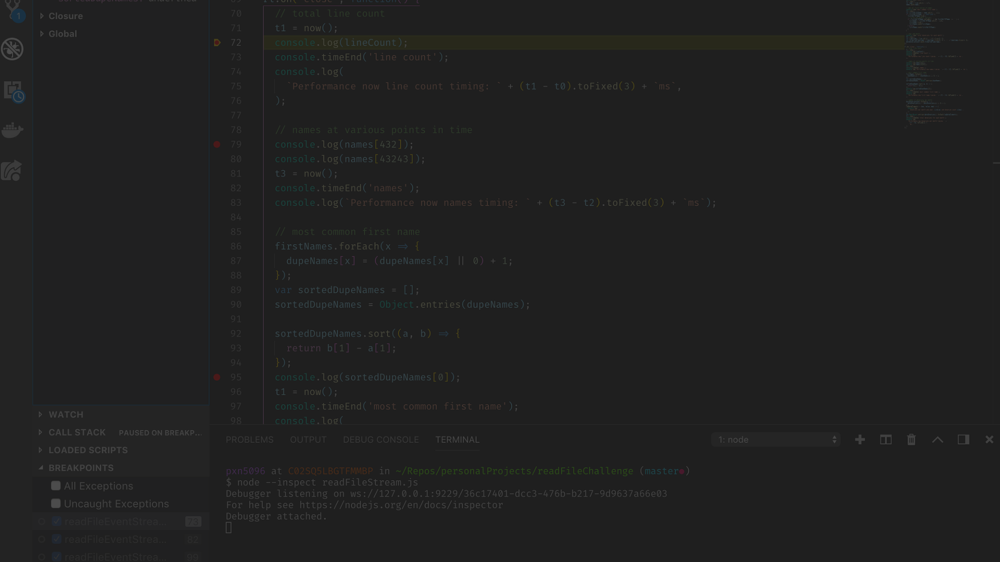 sortedDupeNames: undefined
Closure
Global
1
69 rl.on('close', function() {
70 // total line count
71 t1 = now();
72 console.log(lineCount);
73 console.timeEnd('line count');
74 console.log(
75 `Performance now line count timing: ` + (t1 - t0).toFixed(3) + `ms`,
76 );
77
78 // names at various points in time
79 console.log(names[432]);
80 console.log(names[43243]);
81 t3 = now();
82 console.timeEnd('names');
83 console.log(`Performance now names timing: ` + (t3 - t2).toFixed(3) + `ms`);
84
85 // most common first name
86 firstNames.forEach(x => {
87 dupeNames[x] = (dupeNames[x] || 0) + 1;
88 });
89 var sortedDupeNames = [];
90 sortedDupeNames = Object.entries(dupeNames);
91
92 sortedDupeNames.sort((a, b) => {
93 return b[1] - a[1];
94 });
95 console.log(sortedDupeNames[0]);
96 t1 = now();
97 console.timeEnd('most common first name');
98 console.log(
WATCH
CALL STACK PAUSED ON BREAKP...
LOADED SCRIPTS
BREAKPOINTS
All Exceptions
Uncaught Exceptions
readFileEventStrea... 73
readFileEventStrea... 82
readFileEventStrea... 99
PROBLEMS OUTPUT DEBUG CONSOLE TERMINAL 1: node
pxn5096 at C02SQ5LBGTFMMBP in ~/Repos/personalProjects/readFileChallenge (master●)
$ node --inspect readFileStream.js
Debugger listening on ws://127.0.0.1:9229/36c17401-dcc3-476b-b217-9d9637a66e03
For help see https://nodejs.org/en/docs/inspector
Debugger attached.